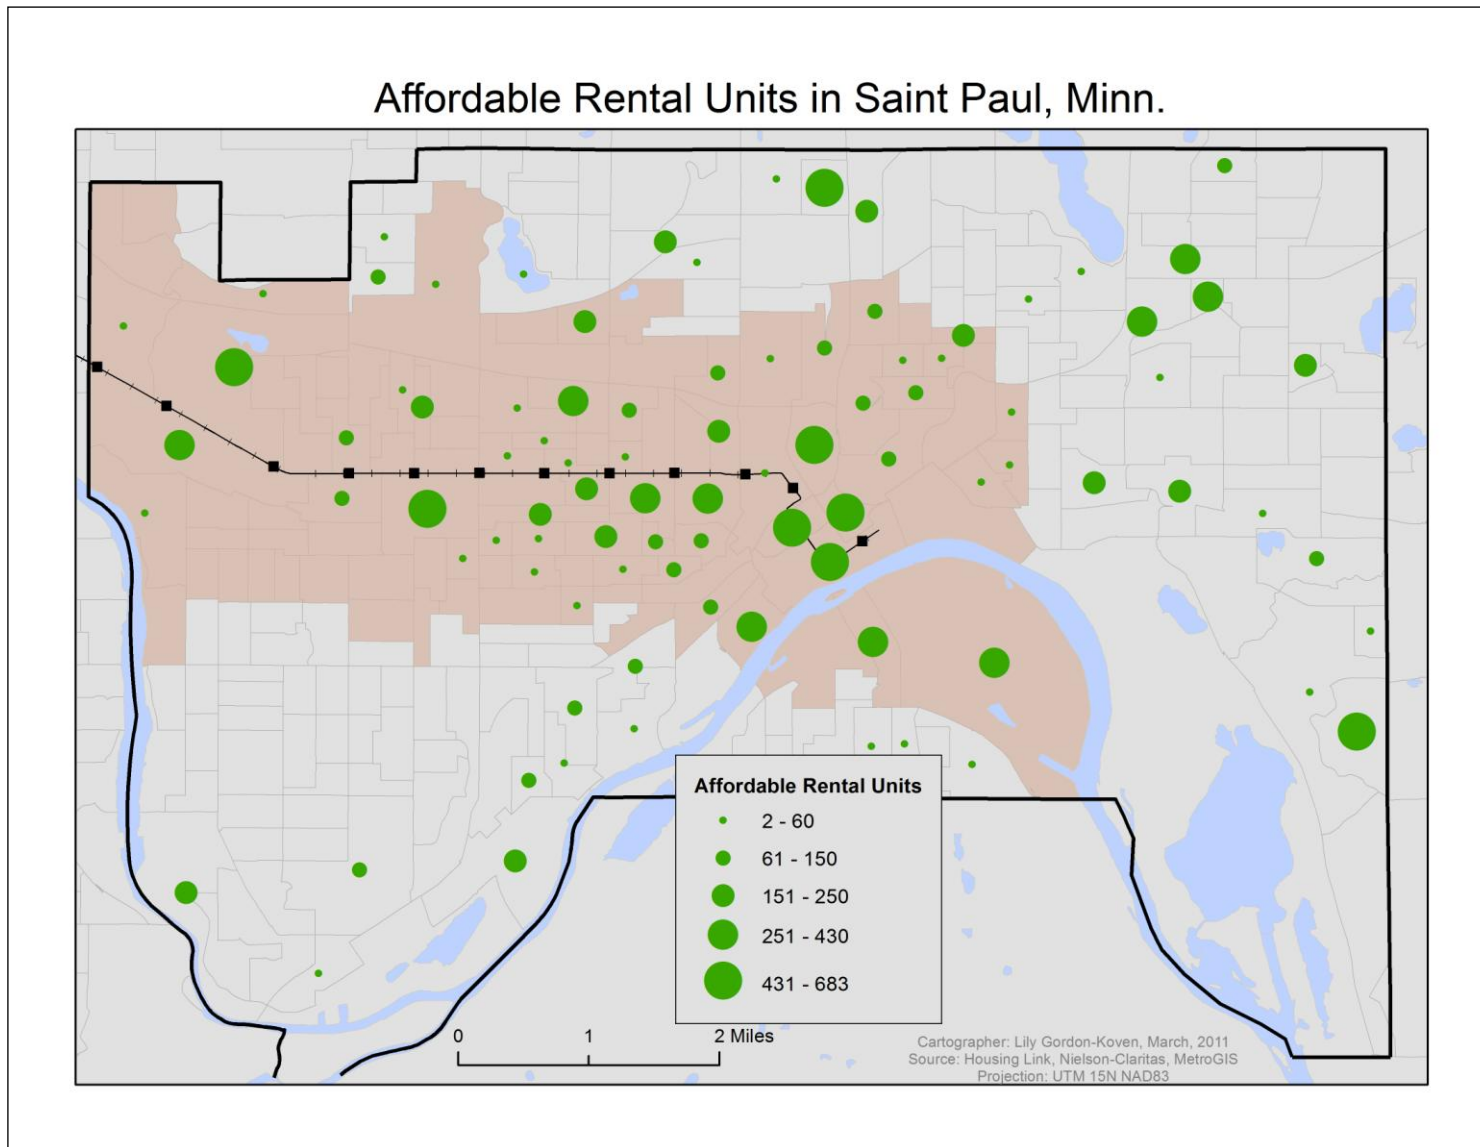 Affordable Rental Units in Saint Paul, Minn.
Affordable Rental Units
2 - 60
61 - 150
151 - 250
251 - 430
431 - 683
0 1 2 Miles
Cartographer: Lily Gordon-Koven, March, 2011
Source: Housing Link, Nielson-Claritas, MetroGIS
Projection: UTM 15N NAD83